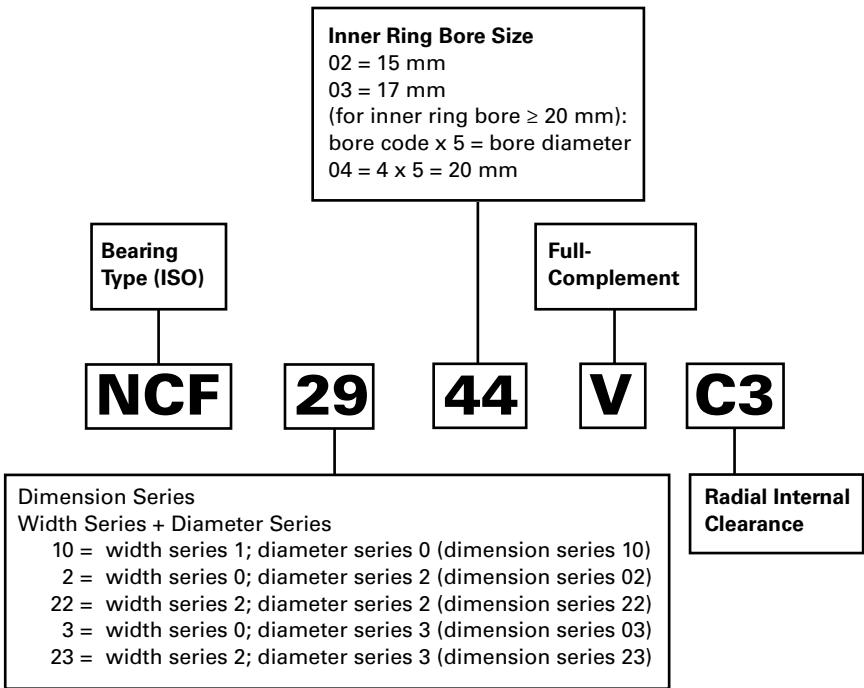 Inner Ring Bore Size
02 = 15 mm
03 = 17 mm
(for inner ring bore ≥ 20 mm):
bore code x 5 = bore diameter
04 = 4 x 5 = 20 mm
Bearing
Type (ISO)
Full-
Complement
NCF 29 44 V C3
Dimension Series
Width Series + Diameter Series
10 = width series 1; diameter series 0 (dimension series 10)
2 = width series 0; diameter series 2 (dimension series 02)
22 = width series 2; diameter series 2 (dimension series 22)
3 = width series 0; diameter series 3 (dimension series 03)
23 = width series 2; diameter series 3 (dimension series 23)
Radial Internal
Clearance